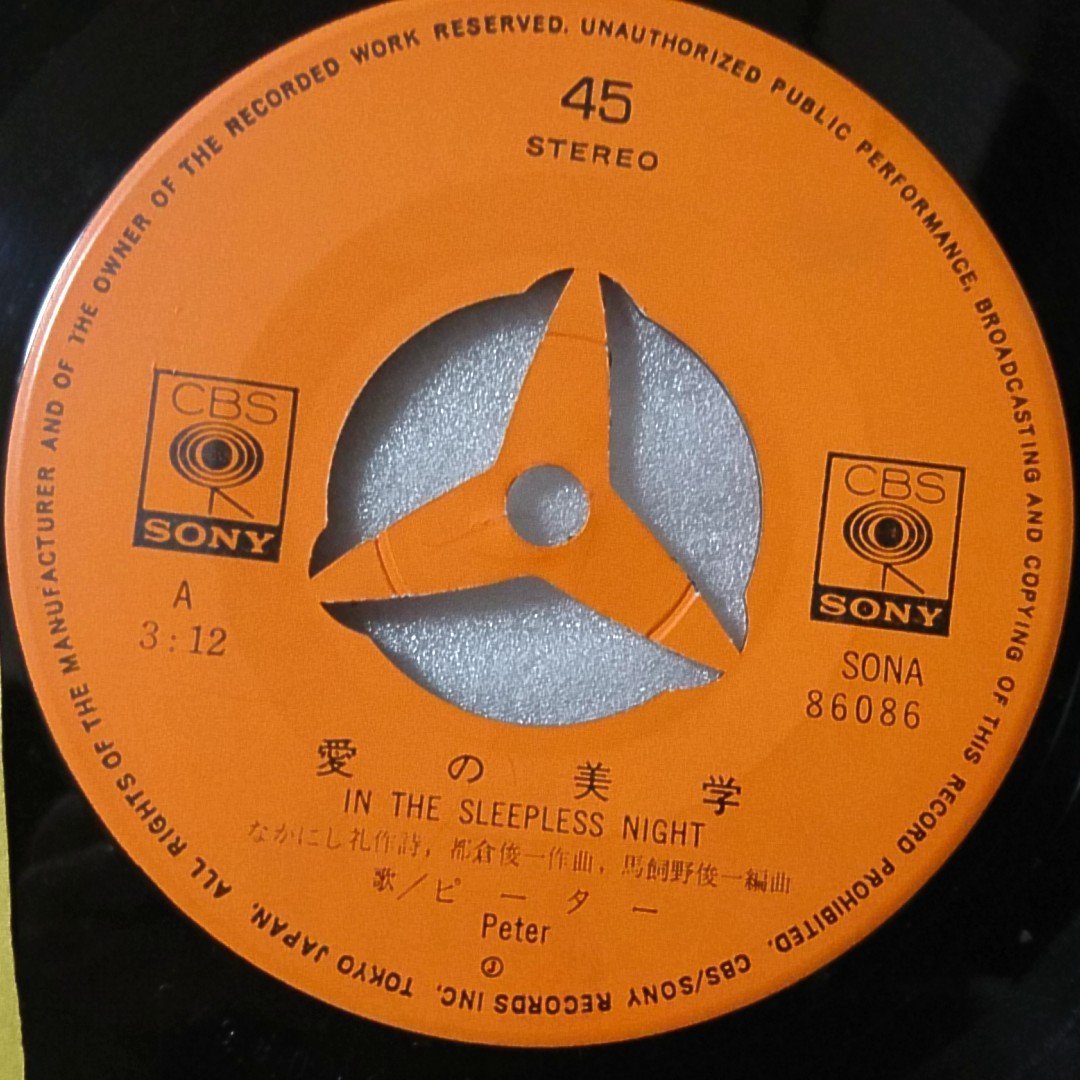 ALL RIGHTS OF THE MANUFACTURER AND OF THE OWNER OF THE RECORDED WORK RESERVED. UNAUTHORIZED PUBLIC PERFORMANCE, BROADCASTING AND COPYING OF THIS RECORD PROHIBITED. CBS/SONY RECORDS INC. TOKYO JAPAN.
45
STEREO
CBS
SONY
A
3:12
CBS
SONY
SONA
86086
愛の美学
IN THE SLEEPLESS NIGHT
なかにし礼作詩, 都倉俊一作曲, 馬飼野俊一編曲
歌/ピーター
Peter